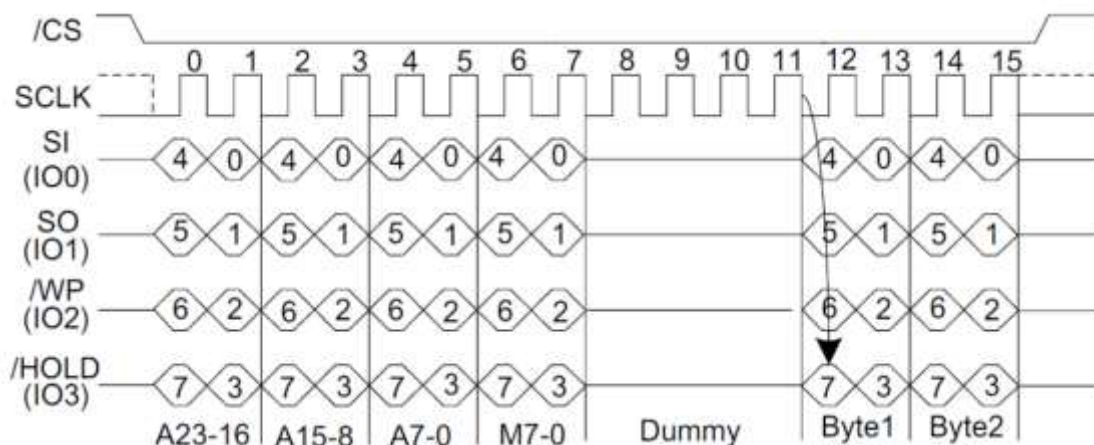 /CS
0 1 2 3 4 5 6 7 8 9 10 11 12 13 14 15
SCLK
SI
(IO0)
4 0 4 0 4 0 4 0 4 0 4 0
SO
(IO1)
5 1 5 1 5 1 5 1 5 1 5 1
/WP
(IO2)
6 2 6 2 6 2 6 2 6 2 6 2
/HOLD
(IO3)
7 3 7 3 7 3 7 3 7 3 7 3
A23-16 A15-8 A7-0 M7-0 Dummy Byte1 Byte2